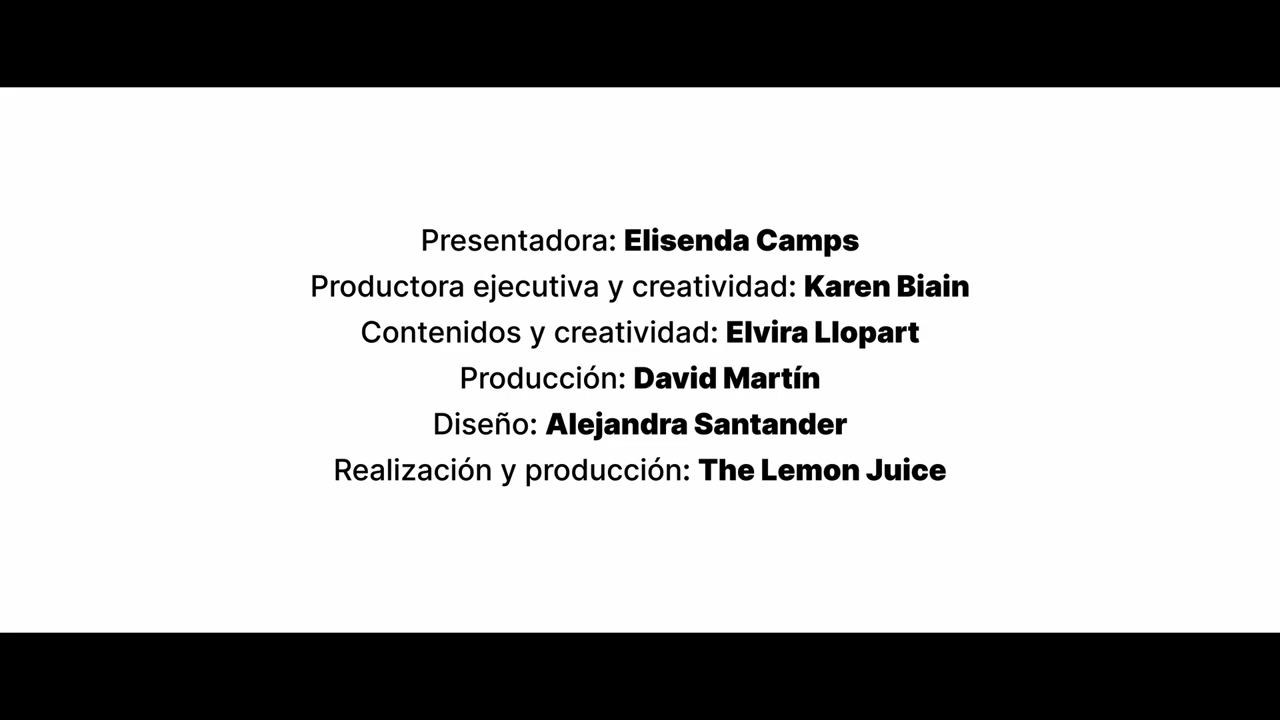 Presentadora: Elisenda Camps
Productora ejecutiva y creatividad: Karen Biain
Contenidos y creatividad: Elvira Llopart
Producción: David Martín
Diseño: Alejandra Santander
Realización y producción: The Lemon Juice